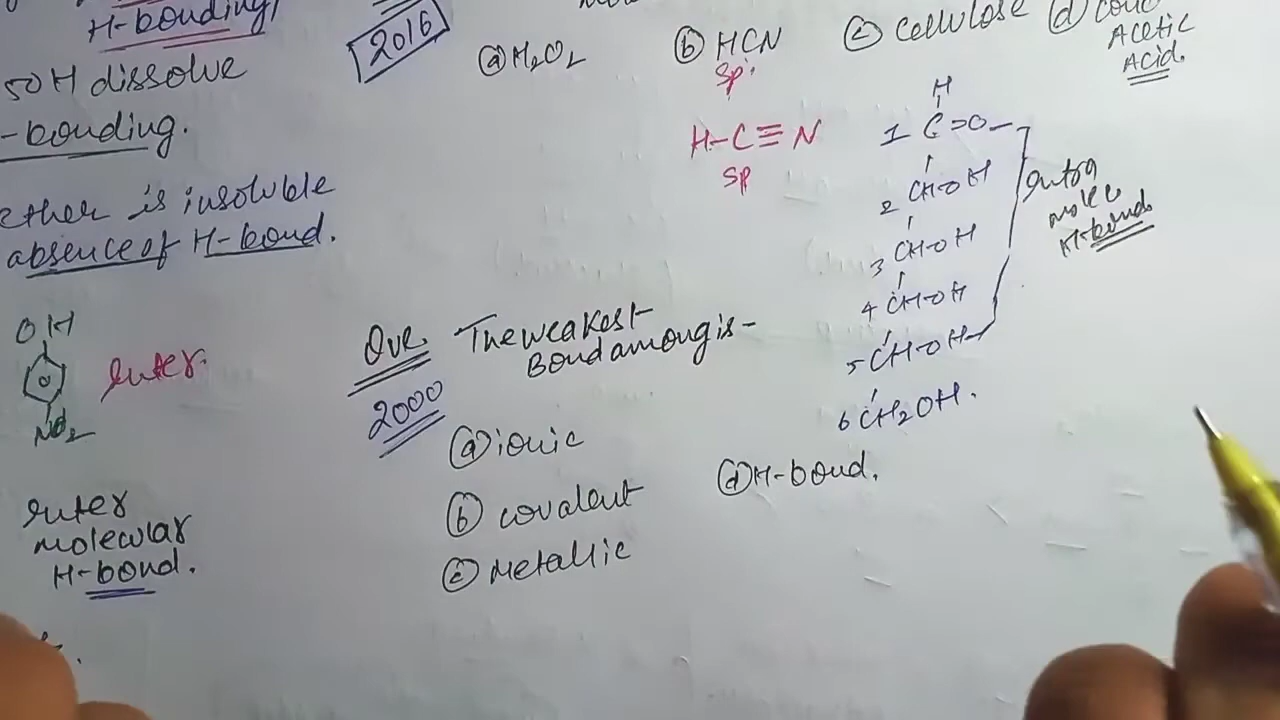 H-bonding
5OH dissolve
-bonding.
ether is insoluble
absence of H-bond.
OH
NO2
Inter.
Inter
molecular
H-bond.
2016
(a) H2O2
(b) HCN
sp
H-C≡N
sp
(c) cellulose
(d) conc
Acetic
Acid.
H
1 C=O
2 CH-OH
3 CH-OH
4 CH-OH
5 CH-OH
6 CH2OH.
Intra
molecu
H-bond.
Que. The weakest
Bond among is-
2000
(a) ionic
(b) covalent
(c) Metallic
(d) H-bond.